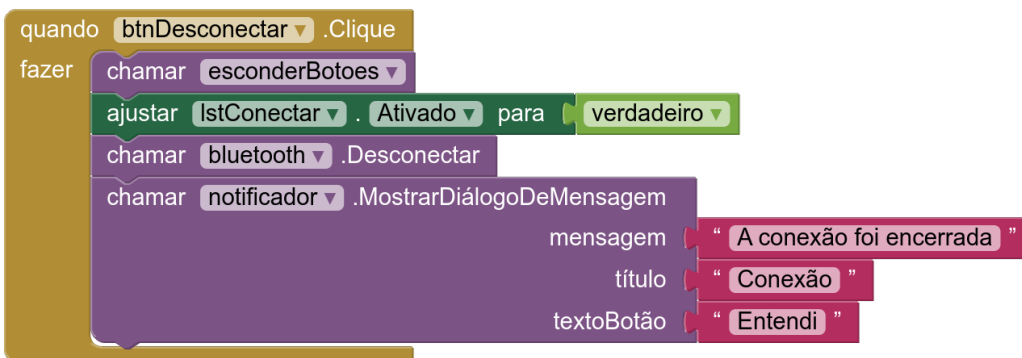 quando btnDesconectar .Clique
fazer chamar esconderBotoes
ajustar lstConectar . Ativado para verdadeiro
chamar bluetooth .Desconectar
chamar notificador .MostrarDiálogoDeMensagem
mensagem “ A conexão foi encerrada ”
título “ Conexão ”
textoBotão “ Entendi ”